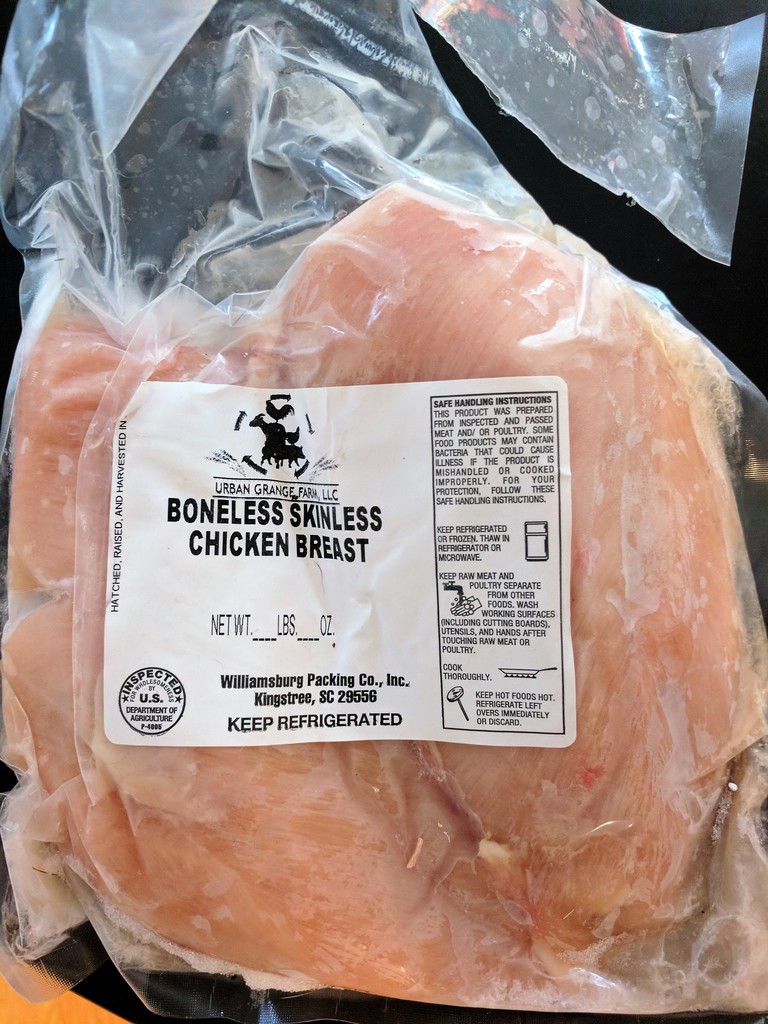 HATCHED, RAISED, AND HARVESTED IN
URBAN GRANGE FARM, LLC
BONELESS SKINLESS
CHICKEN BREAST
NET WT.____LBS.___OZ.
INSPECTED
FOR WHOLESOMENESS
BY
U.S.
DEPARTMENT OF
AGRICULTURE
P-4005
Williamsburg Packing Co., Inc.
Kingstree, SC 29556
KEEP REFRIGERATED
SAFE HANDLING INSTRUCTIONS
THIS PRODUCT WAS PREPARED
FROM INSPECTED AND PASSED
MEAT AND/ OR POULTRY. SOME
FOOD PRODUCTS MAY CONTAIN
BACTERIA THAT COULD CAUSE
ILLNESS IF THE PRODUCT IS
MISHANDLED OR COOKED
IMPROPERLY. FOR YOUR
PROTECTION, FOLLOW THESE
SAFE HANDLING INSTRUCTIONS.
KEEP REFRIGERATED
OR FROZEN. THAW IN
REFRIGERATOR OR
MICROWAVE.
KEEP RAW MEAT AND
POULTRY SEPARATE
FROM OTHER
FOODS. WASH
WORKING SURFACES
(INCLUDING CUTTING BOARDS),
UTENSILS, AND HANDS AFTER
TOUCHING RAW MEAT OR
POULTRY.
COOK
THOROUGHLY.
KEEP HOT FOODS HOT.
REFRIGERATE LEFT
OVERS IMMEDIATELY
OR DISCARD.